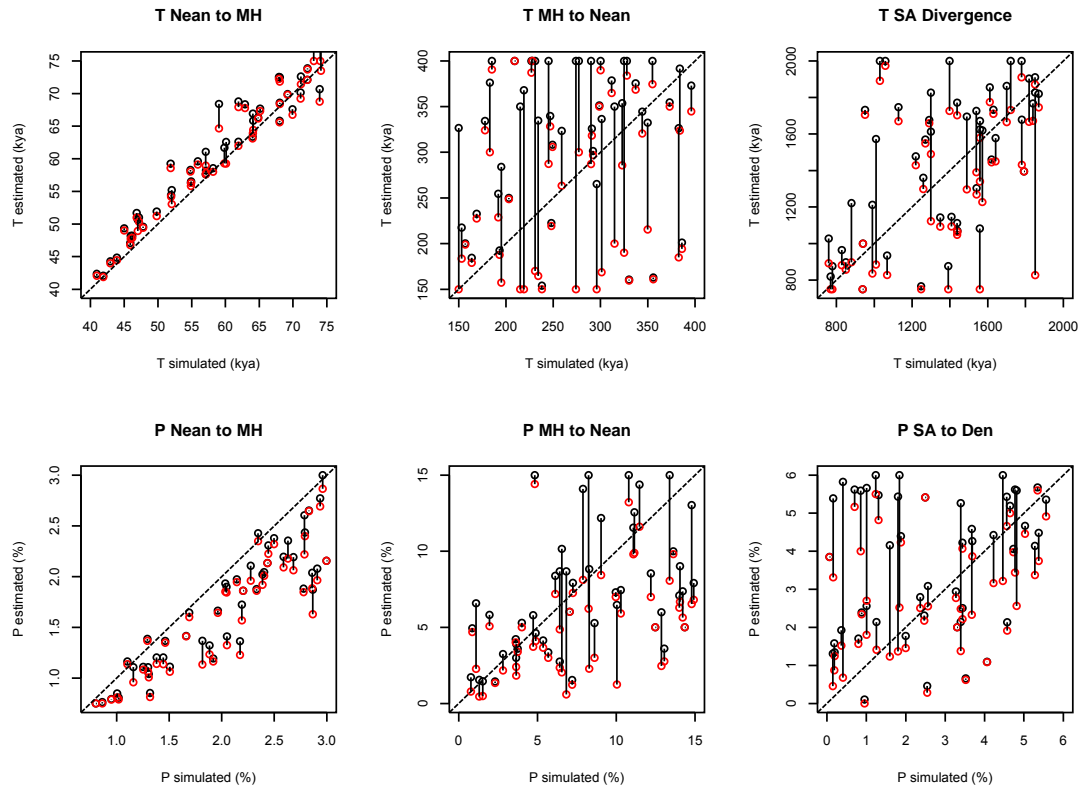 T Nean to MH
T MH to Nean
T SA Divergence
T estimated (kya)
40 45 50 55 60 65 70 75
40 45 50 55 60 65 70 75
T simulated (kya)
T estimated (kya)
150 200 250 300 350 400
150 200 250 300 350 400
T simulated (kya)
T estimated (kya)
800 1200 1600 2000
800 1200 1600 2000
T simulated (kya)
P Nean to MH
P MH to Nean
P SA to Den
P estimated (%)
1.0 1.5 2.0 2.5 3.0
1.0 1.5 2.0 2.5 3.0
P simulated (%)
P estimated (%)
0 5 10 15
0 5 10 15
P simulated (%)
P estimated (%)
0 1 2 3 4 5 6
0 1 2 3 4 5 6
P simulated (%)